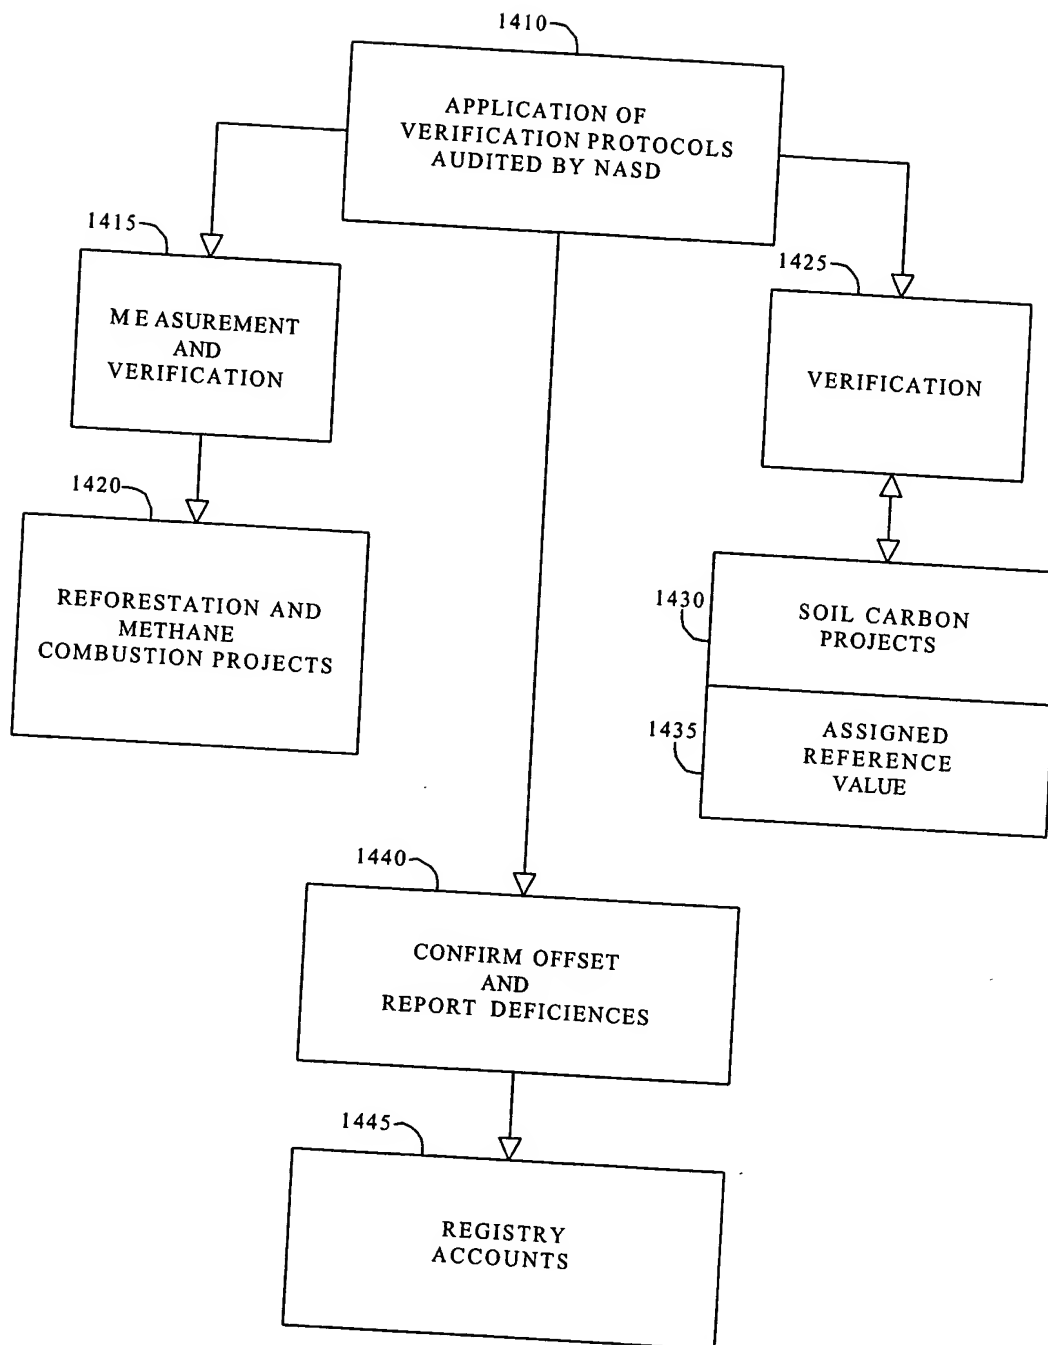 1410
APPLICATION OF
VERIFICATION PROTOCOLS
AUDITED BY NASD
1415
MEASUREMENT
AND
VERIFICATION
1425
VERIFICATION
1420
REFORESTATION AND
METHANE
COMBUSTION PROJECTS
1430
SOIL CARBON
PROJECTS
1435
ASSIGNED
REFERENCE
VALUE
1440
CONFIRM OFFSET
AND
REPORT DEFICIENCES
1445
REGISTRY
ACCOUNTS